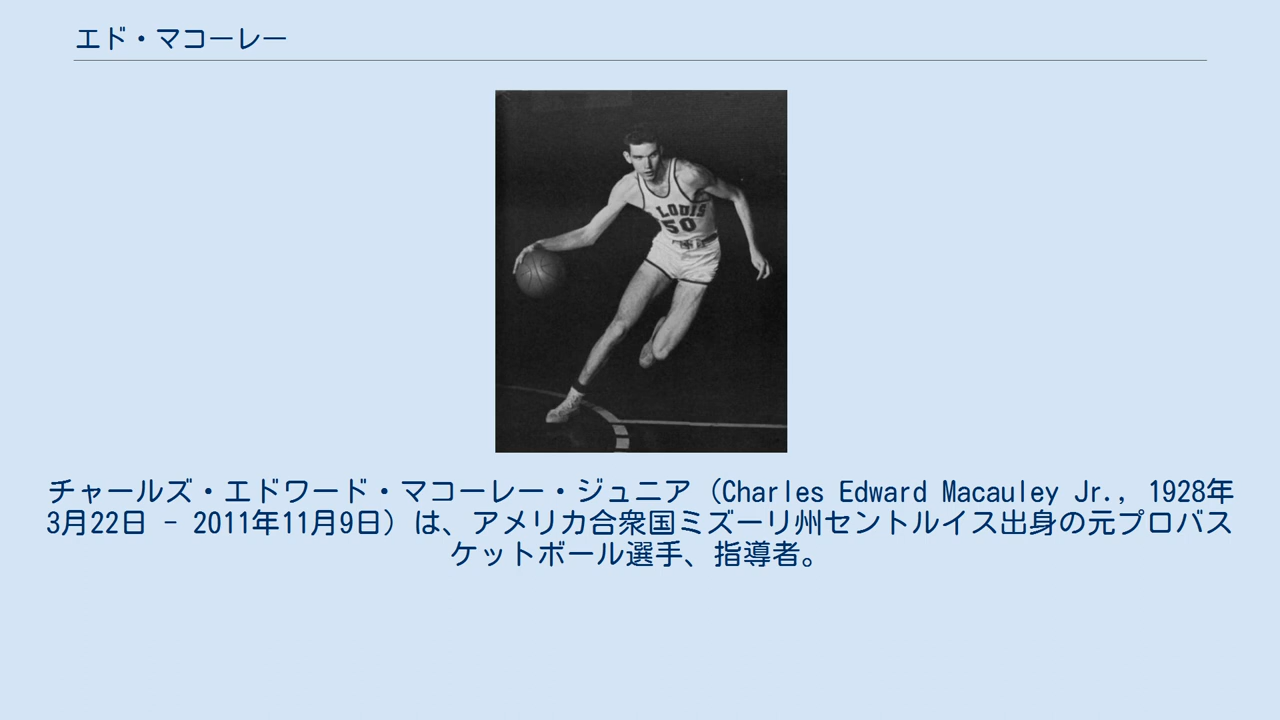 エド・マコーレー
LOUIS
50
チャールズ・エドワード・マコーレー・ジュニア（Charles Edward Macauley Jr., 1928年
3月22日 - 2011年11月9日）は、アメリカ合衆国ミズーリ州セントルイス出身の元プロバス
ケットボール選手、指導者。